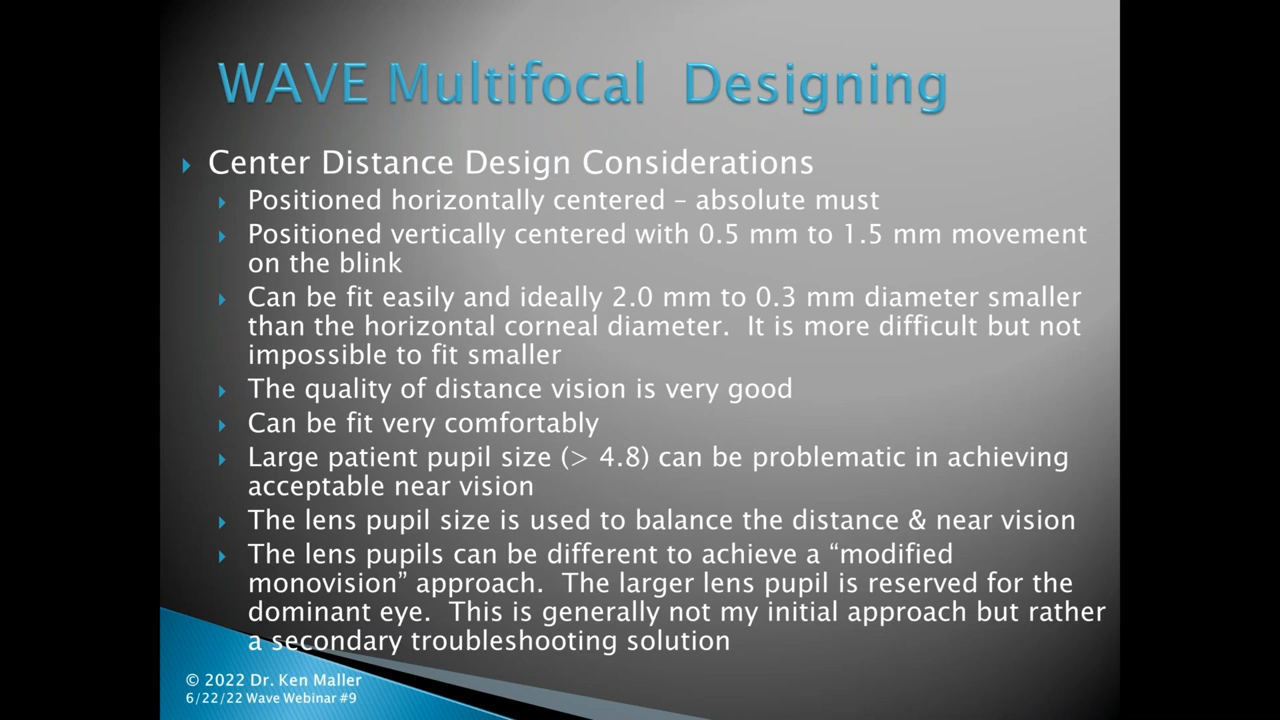 WAVE Multifocal Designing
Center Distance Design Considerations
Positioned horizontally centered – absolute must
Positioned vertically centered with 0.5 mm to 1.5 mm movement
on the blink
Can be fit easily and ideally 2.0 mm to 0.3 mm diameter smaller
than the horizontal corneal diameter. It is more difficult but not
impossible to fit smaller
The quality of distance vision is very good
Can be fit very comfortably
Large patient pupil size (> 4.8) can be problematic in achieving
acceptable near vision
The lens pupil size is used to balance the distance & near vision
The lens pupils can be different to achieve a “modified
monovision” approach. The larger lens pupil is reserved for the
dominant eye. This is generally not my initial approach but rather
a secondary troubleshooting solution
© 2022 Dr. Ken Maller
6/22/22 Wave Webinar #9